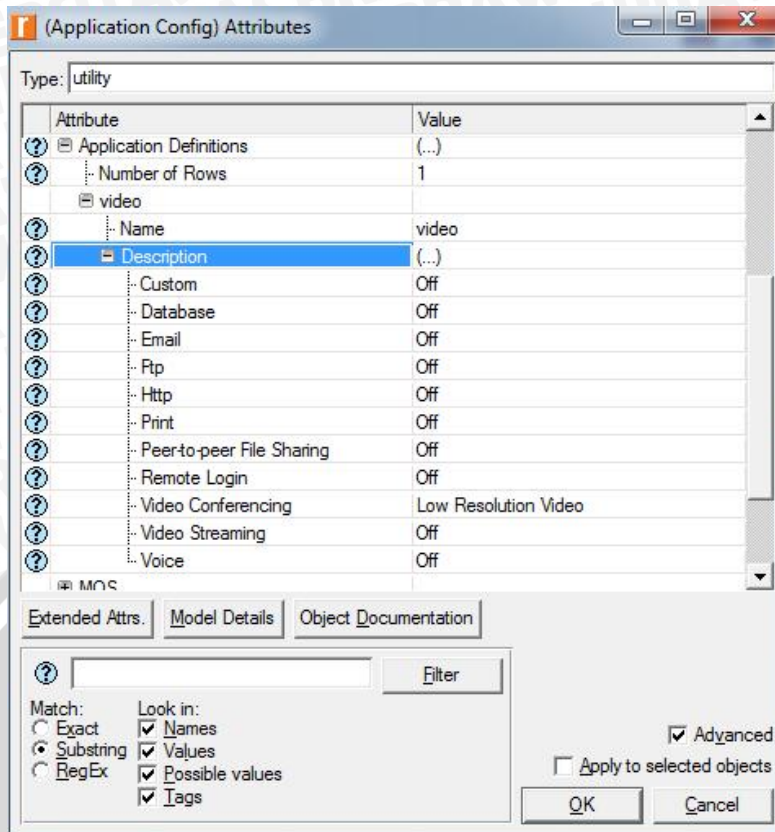 (Application Config) Attributes
Type: utility
Attribute Value
Application Definitions (...)
Number of Rows 1
video
Name video
Description (...)
Custom Off
Database Off
Email Off
Ftp Off
Http Off
Print Off
Peer-to-peer File Sharing Off
Remote Login Off
Video Conferencing Low Resolution Video
Video Streaming Off
Voice Off
MOS
Extended Attrs. Model Details Object Documentation
Filter
Match: Look in:
Exact Names
Substring Values
RegEx Possible values
Tags
Advanced
Apply to selected objects
OK Cancel